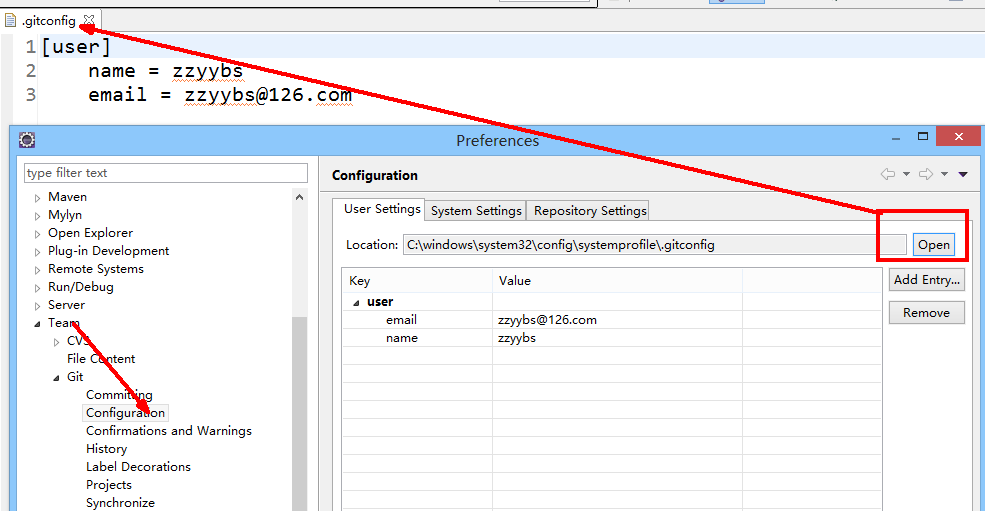 .gitconfig
1 [user]
2 name = zzyybs
3 email = zzyybs@126.com
Preferences
type filter text
Maven
Mylyn
Open Explorer
Plug-in Development
Remote Systems
Run/Debug
Server
Team
CVS
File Content
Git
Committing
Configuration
Confirmations and Warnings
History
Label Decorations
Projects
Synchronize
Configuration
User Settings System Settings Repository Settings
Location: C:\windows\system32\config\systemprofile\.gitconfig Open
Key Value Add Entry...
user
email zzyybs@126.com Remove
name zzyybs